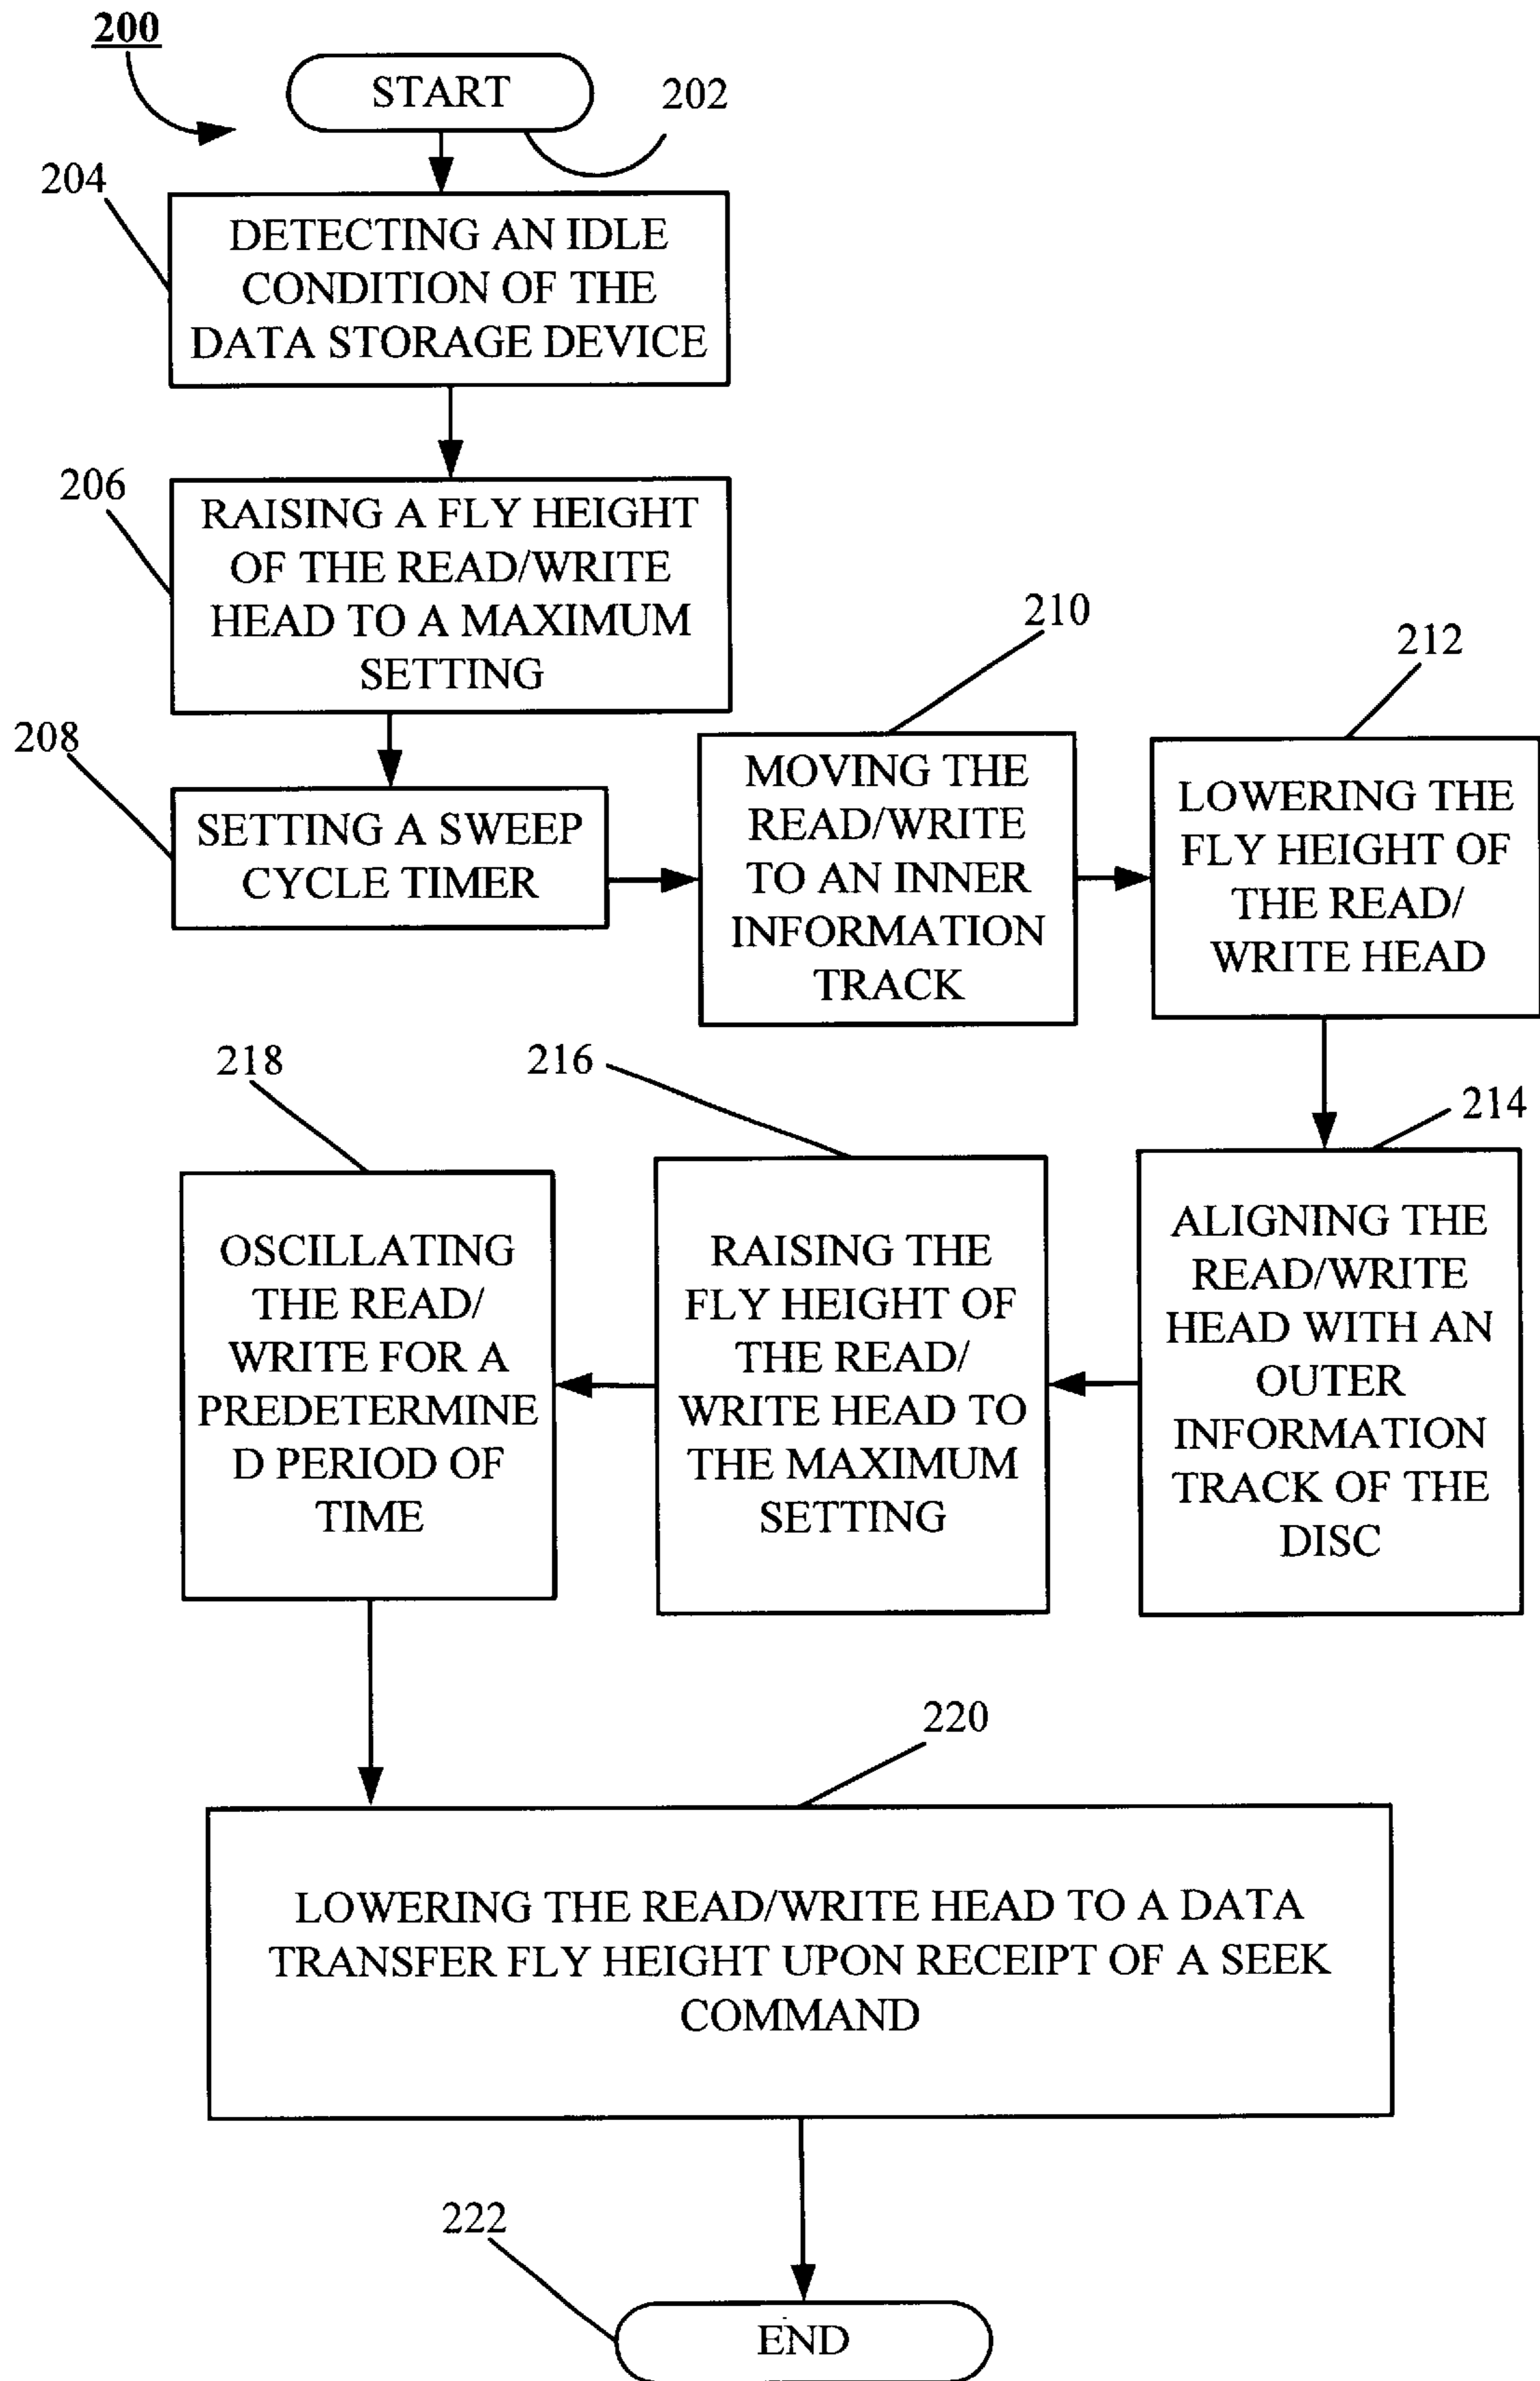 200
START
202
204
DETECTING AN IDLE
CONDITION OF THE
DATA STORAGE DEVICE
206
RAISING A FLY HEIGHT
OF THE READ/WRITE
HEAD TO A MAXIMUM
SETTING
208
SETTING A SWEEP
CYCLE TIMER
210
MOVING THE
READ/WRITE
TO AN INNER
INFORMATION
TRACK
212
LOWERING THE
FLY HEIGHT OF
THE READ/
WRITE HEAD
214
ALIGNING THE
READ/WRITE
HEAD WITH AN
OUTER
INFORMATION
TRACK OF THE
DISC
216
RAISING THE
FLY HEIGHT OF
THE READ/
WRITE HEAD TO
THE MAXIMUM
SETTING
218
OSCILLATING
THE READ/
WRITE FOR A
PREDETERMINE
D PERIOD OF
TIME
220
LOWERING THE READ/WRITE HEAD TO A DATA
TRANSFER FLY HEIGHT UPON RECEIPT OF A SEEK
COMMAND
222
END